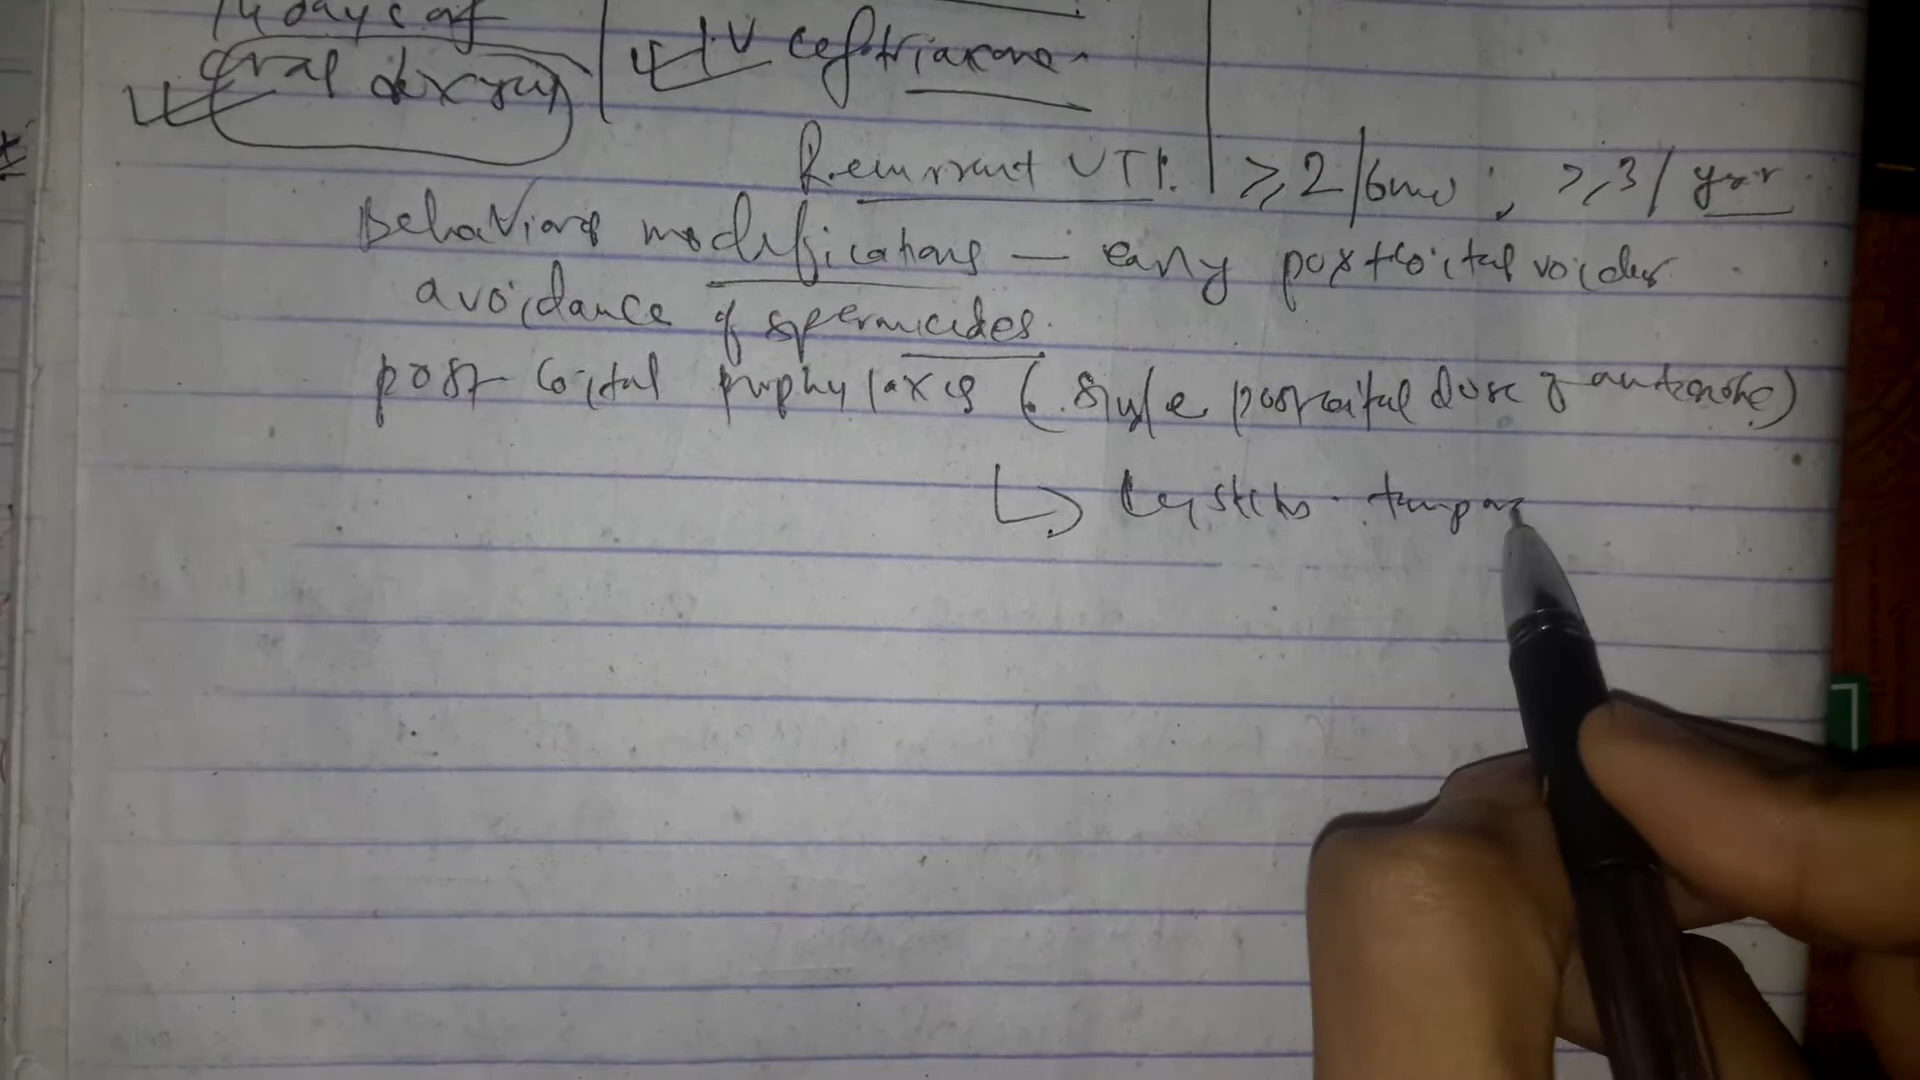 14 days of
oral doxycy
IV ceftriaxone
Recurrent UTI. ≥2/6mo, ≥3/year
Behavioral modifications — early postcoital voiding
avoidance of spermicides.
post-coital prophylaxis (single postcoital dose of antibiotic)
↳ cystitis temporar